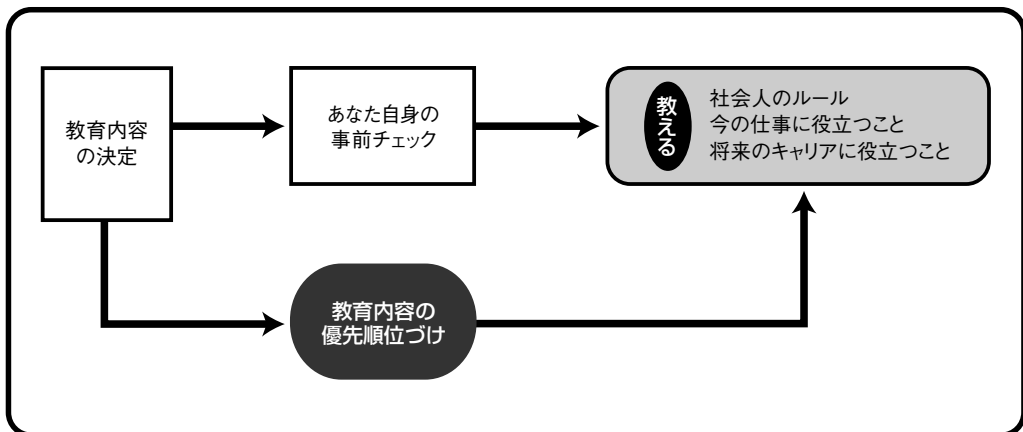 教育内容
の決定
あなた自身の
事前チェック
教える
社会人のルール
今の仕事に役立つこと
将来のキャリアに役立つこと
教育内容の
優先順位づけ